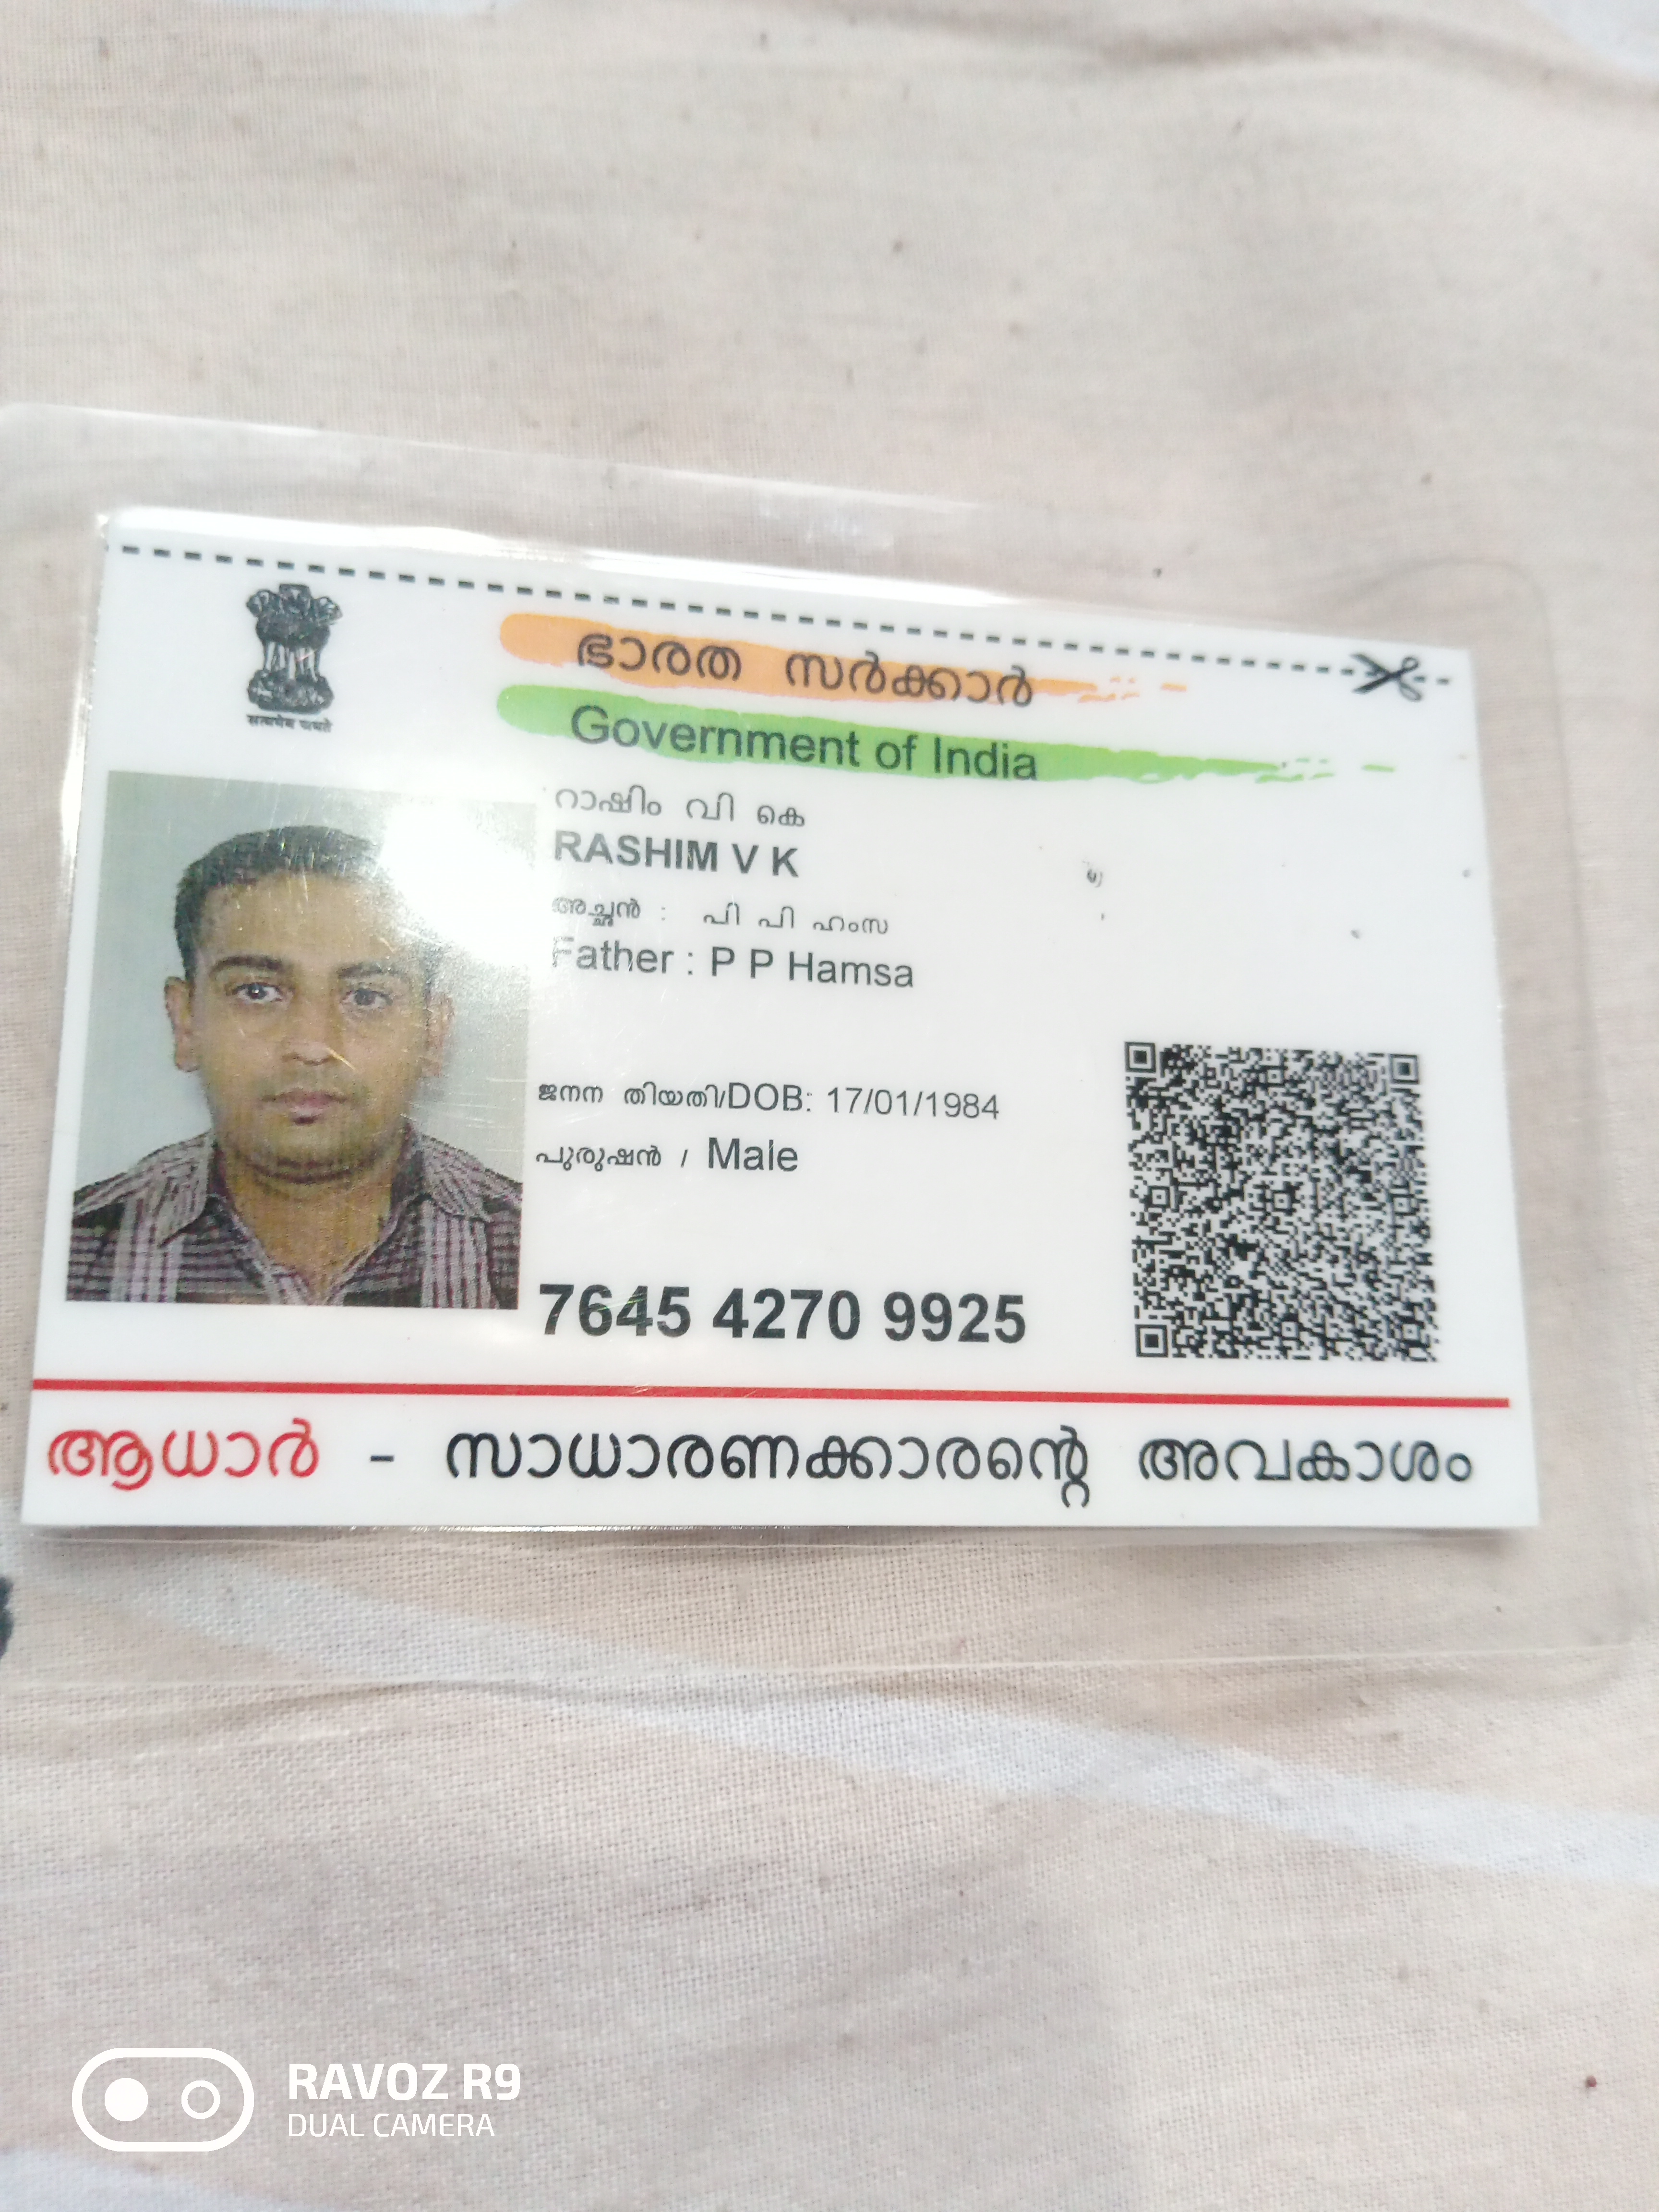 सत्यमेव जयते
ഭാരത സർക്കാർ
Government of India
റാഷിം വി കെ
RASHIM V K
അച്ഛൻ : പി പി ഹംസ
Father : P P Hamsa
ജനന തിയതി/DOB: 17/01/1984
പുരുഷൻ / Male
7645 4270 9925
ആധാർ - സാധാരണക്കാരന്റെ അവകാശം
RAVOZ R9
DUAL CAMERA